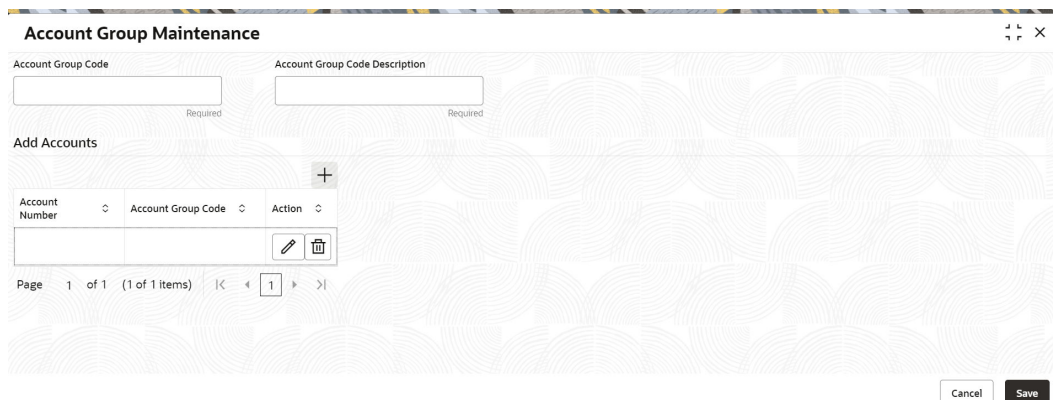 Account Group Maintenance
Account Group Code Account Group Code Description
Required Required
Add Accounts
Account Number Account Group Code Action
Page 1 of 1 (1 of 1 items) 1
Cancel Save